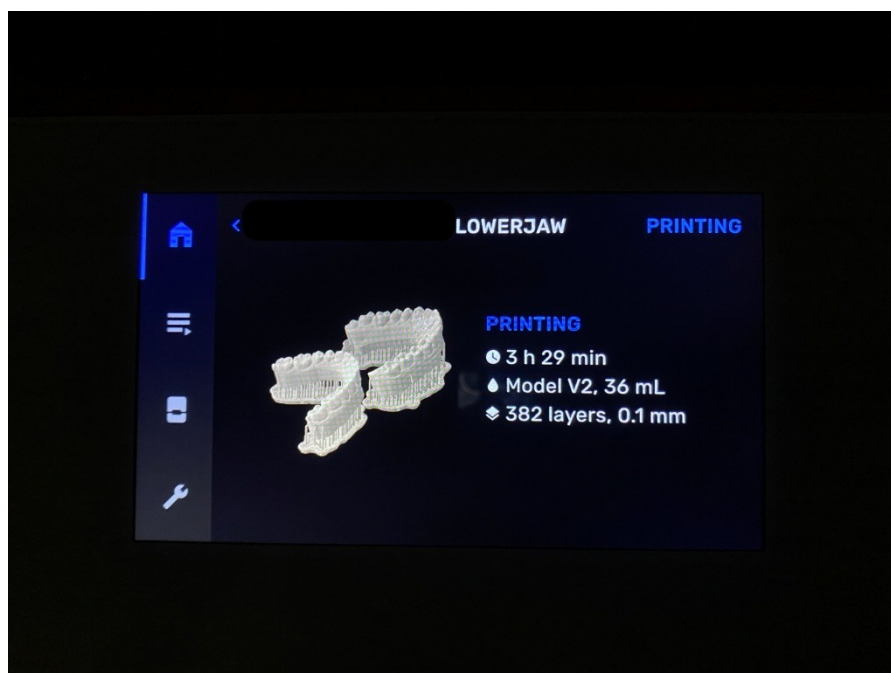 LOWERJAW PRINTING
PRINTING
3 h 29 min
Model V2, 36 mL
382 layers, 0.1 mm